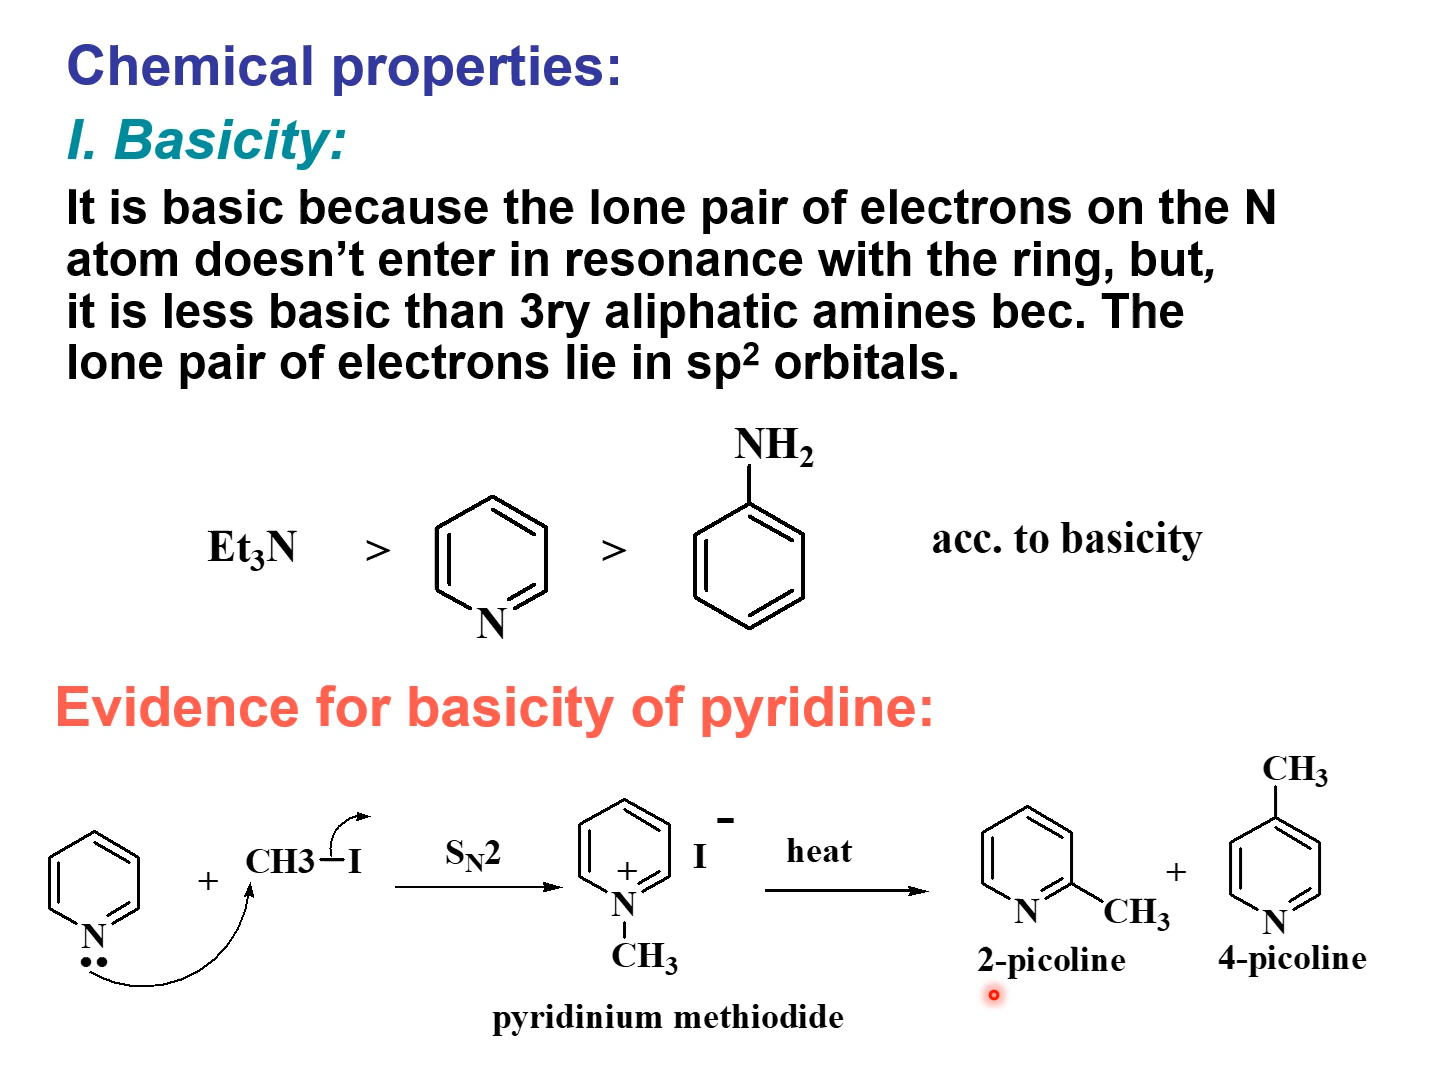 Chemical properties:
I. Basicity:
It is basic because the lone pair of electrons on the N
atom doesn’t enter in resonance with the ring, but,
it is less basic than 3ry aliphatic amines bec. The
lone pair of electrons lie in sp² orbitals.
NH₂
Et₃N > N > acc. to basicity
Evidence for basicity of pyridine:
CH₃
N + CH3–I SN2 + N CH₃ I - heat N CH₃ + N
2-picoline 4-picoline
pyridinium methiodide